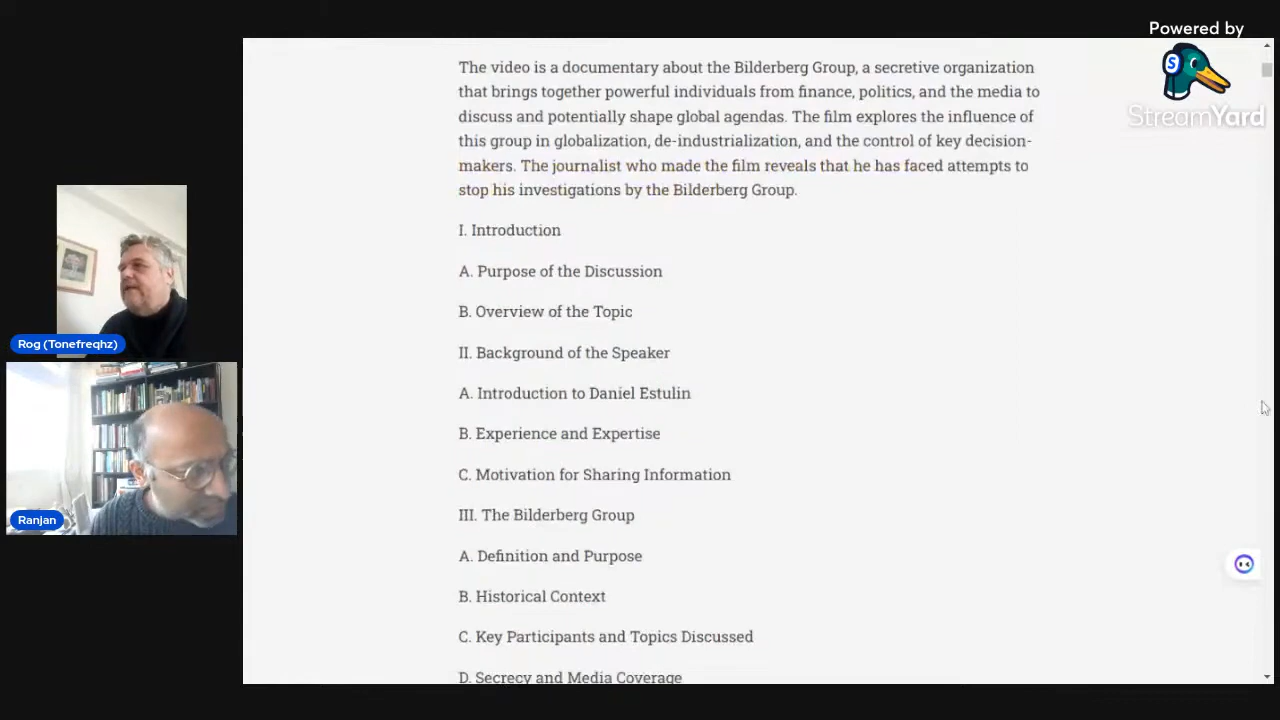 Powered by
StreamYard
The video is a documentary about the Bilderberg Group, a secretive organization
that brings together powerful individuals from finance, politics, and the media to
discuss and potentially shape global agendas. The film explores the influence of
this group in globalization, de-industrialization, and the control of key decision-
makers. The journalist who made the film reveals that he has faced attempts to
stop his investigations by the Bilderberg Group.
I. Introduction
A. Purpose of the Discussion
B. Overview of the Topic
II. Background of the Speaker
A. Introduction to Daniel Estulin
B. Experience and Expertise
C. Motivation for Sharing Information
III. The Bilderberg Group
A. Definition and Purpose
B. Historical Context
C. Key Participants and Topics Discussed
D. Secrecy and Media Coverage
Rog (Tonefreqhz)
Ranjan